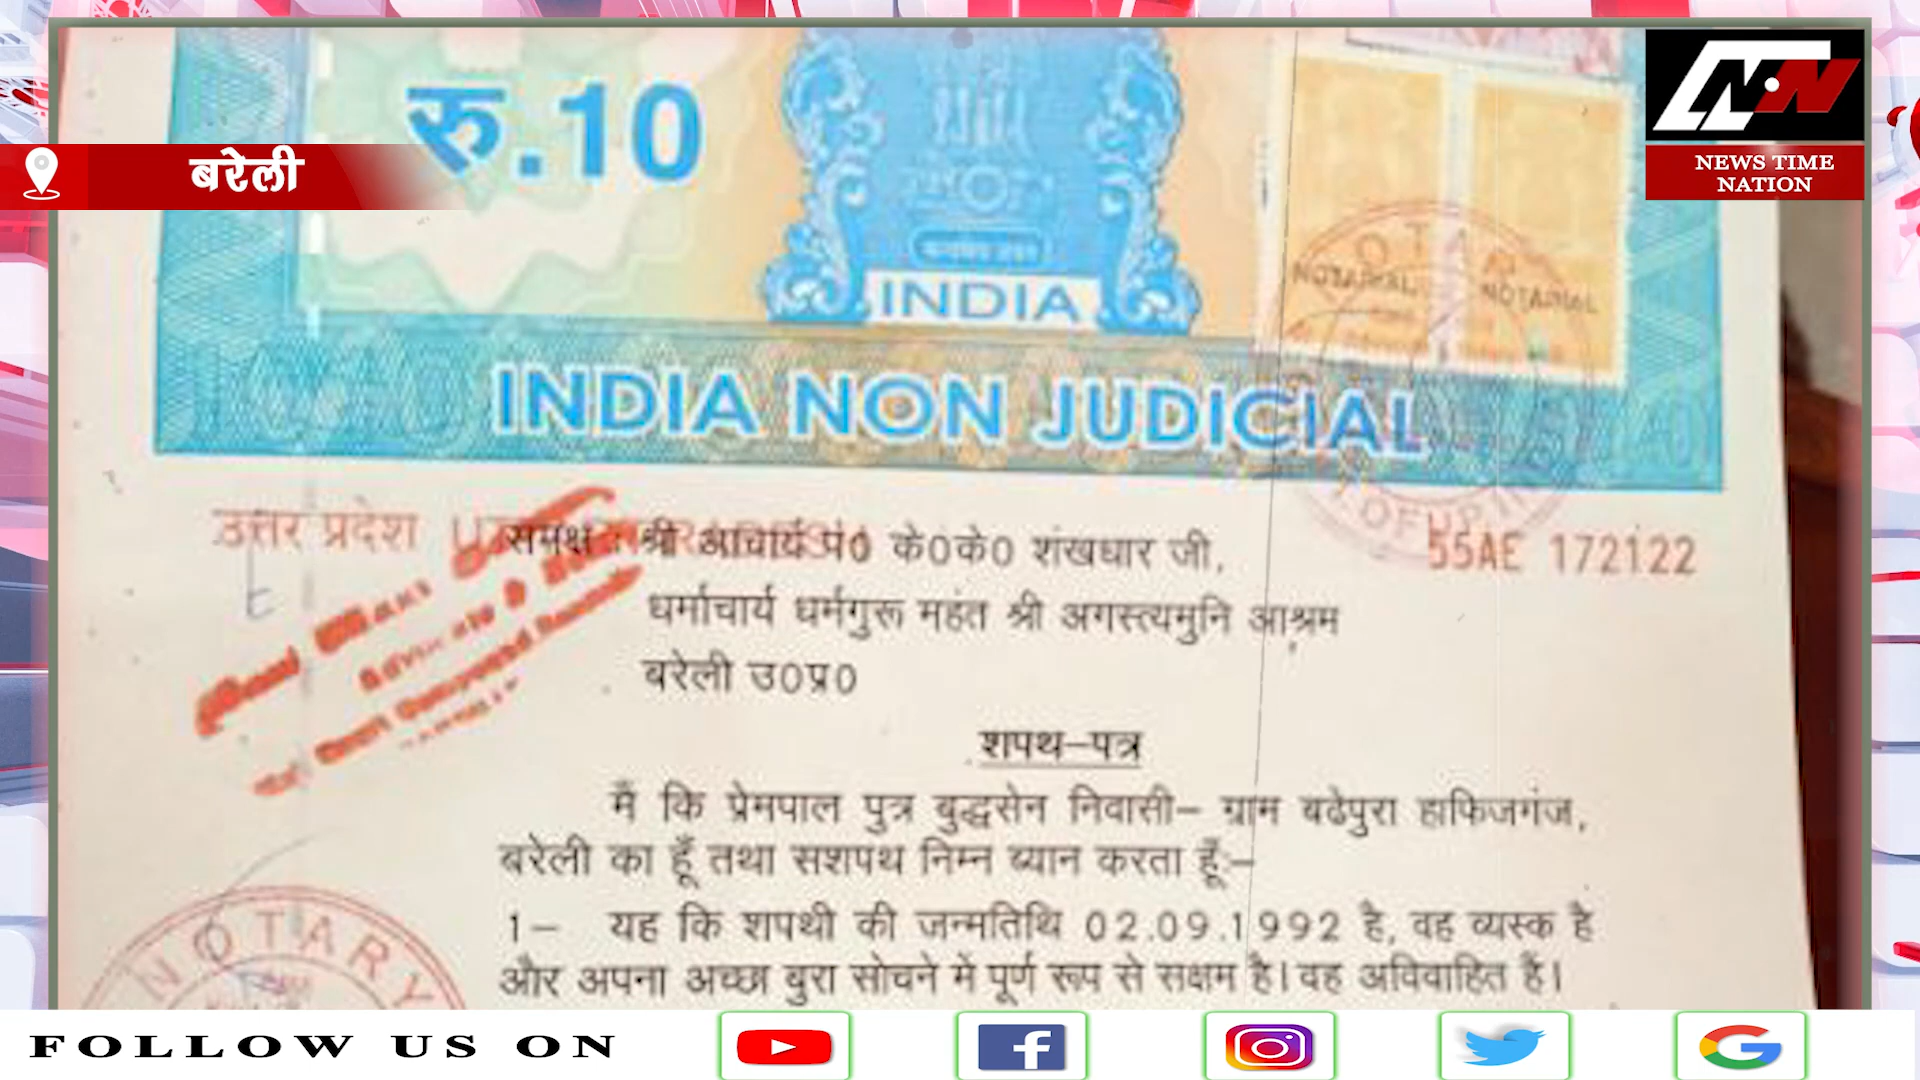 रु.10
NEWS TIME
NATION
बरेली
INDIA
NOTARIAL
NOTARIAL
INDIA NON JUDICIAL
उत्तर प्रदेश
55AE 172122
समक्ष : श्री आचार्य पं0 के0के0 शंखधार जी,
धर्माचार्य धर्मगुरू महंत श्री अगस्त्यमुनि आश्रम
बरेली उ0प्र0
शपथ–पत्र
मैं कि प्रेमपाल पुत्र बुद्धसेन निवासी– ग्राम बढेपुरा हाफिजगंज,
बरेली का हूँ तथा सशपथ निम्न ब्यान करता हूँ:–
1– यह कि शपथी की जन्मतिथि 02.09.1992 है, वह व्यस्क है
और अपना अच्छा बुरा सोचने में पूर्ण रूप से सक्षम है। वह अविवाहित है।
NOTARY
FOLLOW US ON